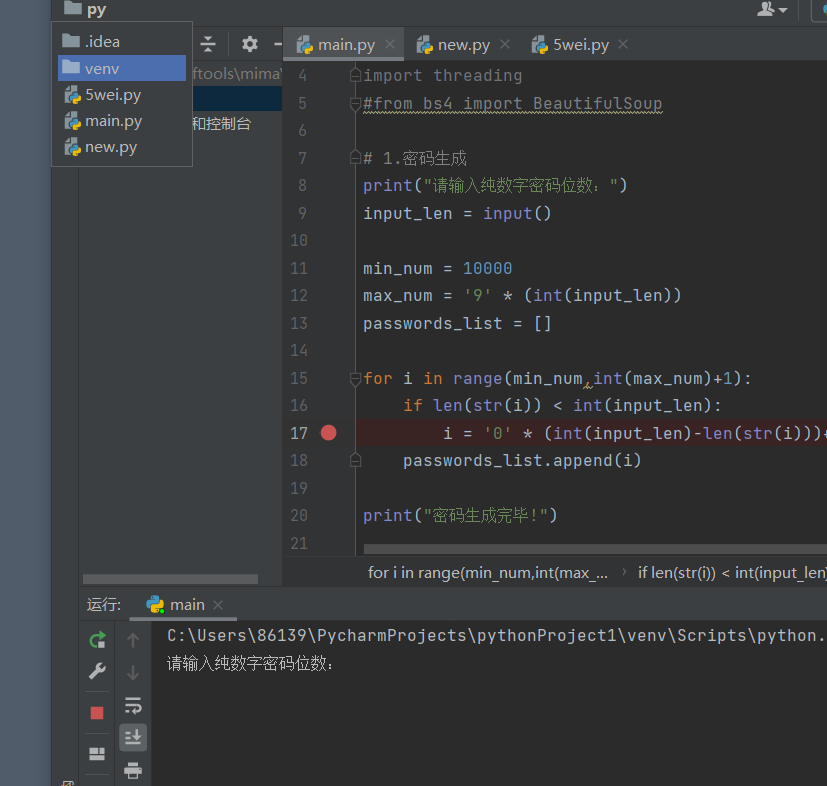 py
.idea
venv
5wei.py
main.py
new.py
ftools\mima\
和控制台
main.py
new.py
5wei.py
4 import threading
5 #from bs4 import BeautifulSoup
6
7 # 1.密码生成
8 print("请输入纯数字密码位数：")
9 input_len = input()
10
11 min_num = 10000
12 max_num = '9' * (int(input_len))
13 passwords_list = []
14
15 for i in range(min_num,int(max_num)+1):
16 if len(str(i)) < int(input_len):
17 i = '0' * (int(input_len)-len(str(i)))+
18 passwords_list.append(i)
19
20 print("密码生成完毕!")
21
for i in range(min_num,int(max_... › if len(str(i)) < int(input_len)
运行: main
C:\Users\86139\PycharmProjects\pythonProject1\venv\Scripts\python.
请输入纯数字密码位数：